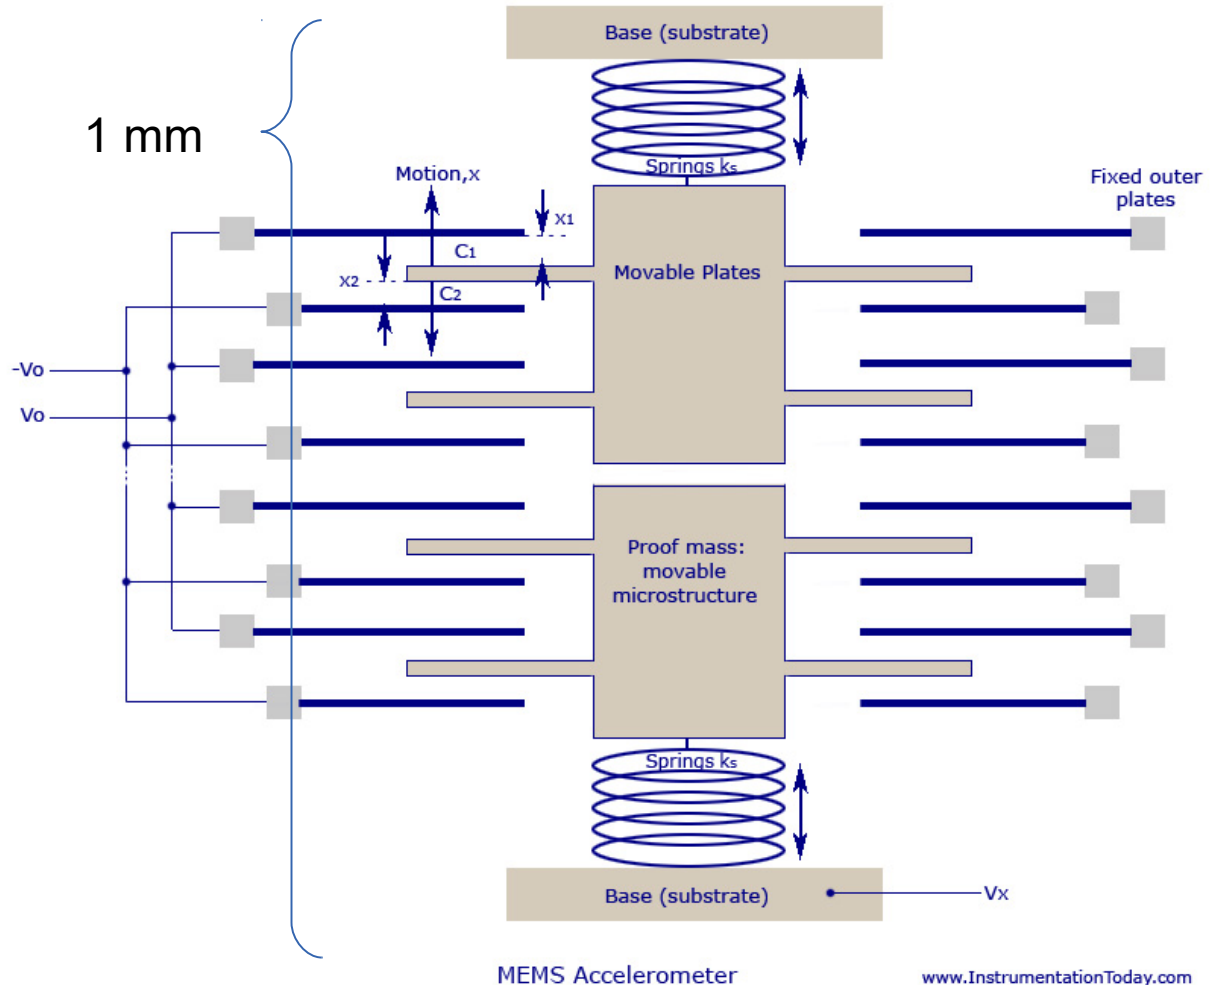 Base (substrate)
1 mm
Springs ks
Motion,x
Fixed outer
plates
x1
C1
Movable Plates
x2
C2
-Vo
Vo
Proof mass:
movable
microstructure
Springs ks
Base (substrate)
Vx
MEMS Accelerometer
www.InstrumentationToday.com